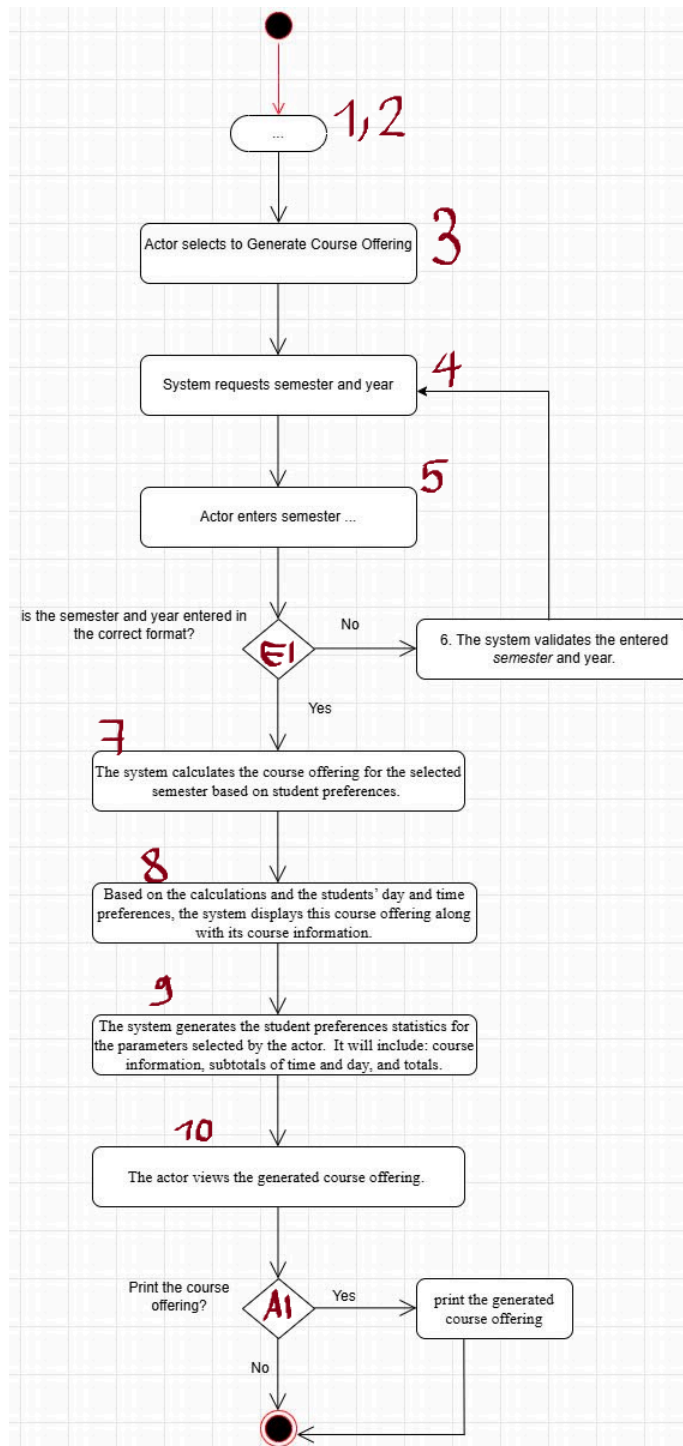 ...
1, 2
Actor selects to Generate Course Offering
3
System requests semester and year
4
Actor enters semester ...
5
is the semester and year entered in
the correct format?
E1
No
6. The system validates the entered
semester and year.
Yes
7
The system calculates the course offering for the selected
semester based on student preferences.
8
Based on the calculations and the students’ day and time
preferences, the system displays this course offering along
with its course information.
9
The system generates the student preferences statistics for
the parameters selected by the actor. It will include: course
information, subtotals of time and day, and totals.
10
The actor views the generated course offering.
Print the course
offering?
A1
Yes
print the generated
course offering
No